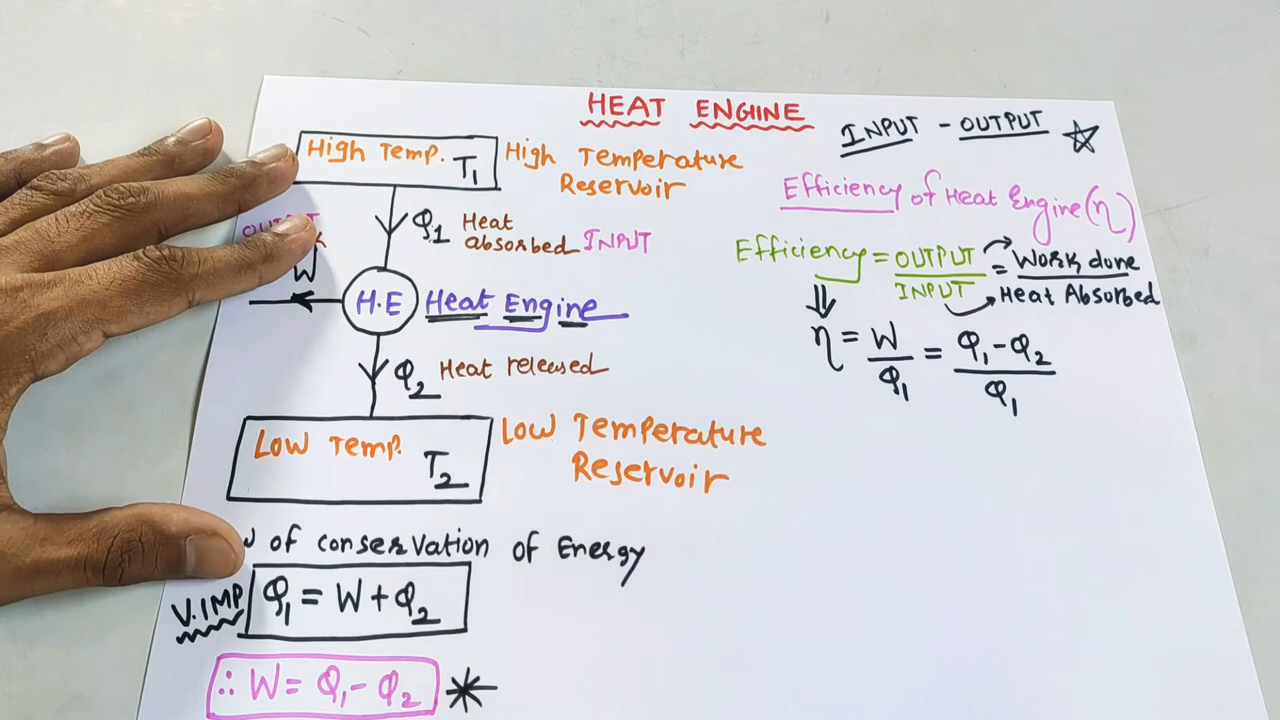 HEAT ENGINE
INPUT - OUTPUT
High Temp. T1
High Temperature
Reservoir
Q1 Heat
absorbed INPUT
W
H.E Heat Engine
Q2 Heat released
Low Temp. T2
Low Temperature
Reservoir
of conservation of Energy
V.IMP Q1 = W + Q2
∴ W = Q1 - Q2
Efficiency of Heat Engine (η)
Efficiency = OUTPUT / INPUT = Work done / Heat Absorbed
η = W / Q1 = Q1 - Q2 / Q1